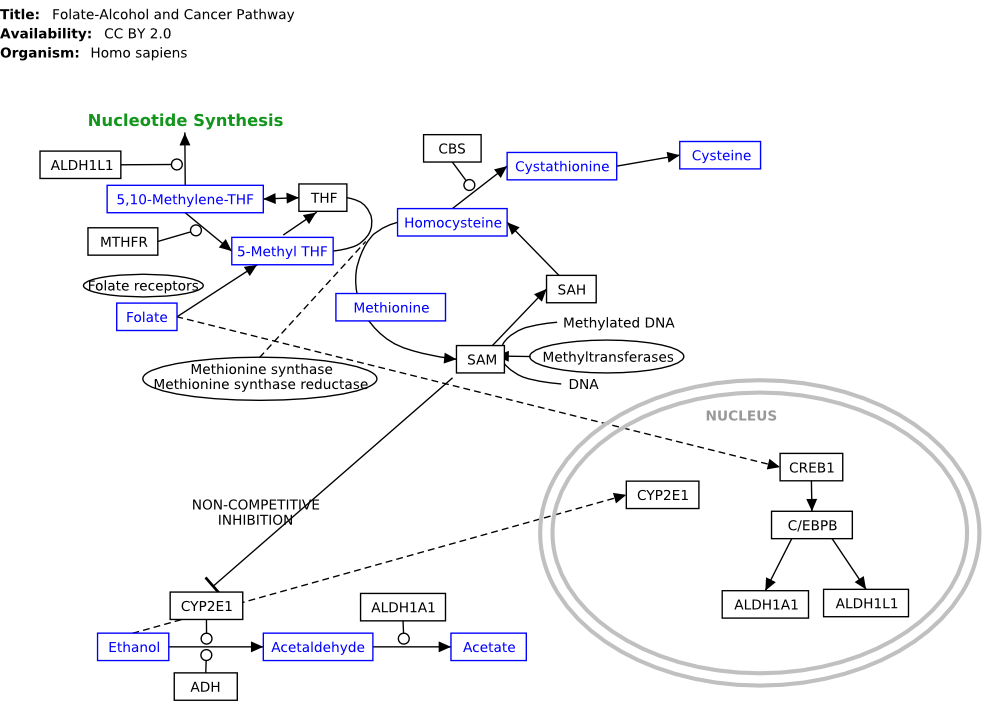 Title: Folate-Alcohol and Cancer Pathway
Availability: CC BY 2.0
Organism: Homo sapiens
Nucleotide Synthesis
ALDH1L1
CBS
Cystathionine
Cysteine
5,10-Methylene-THF
THF
Homocysteine
MTHFR
5-Methyl THF
Folate receptors
SAH
Folate
Methionine
Methylated DNA
SAM
Methyltransferases
Methionine synthase
Methionine synthase reductase
DNA
NUCLEUS
CREB1
CYP2E1
NON-COMPETITIVE
INHIBITION
C/EBPB
CYP2E1
ALDH1A1
ALDH1A1
ALDH1L1
Ethanol
Acetaldehyde
Acetate
ADH